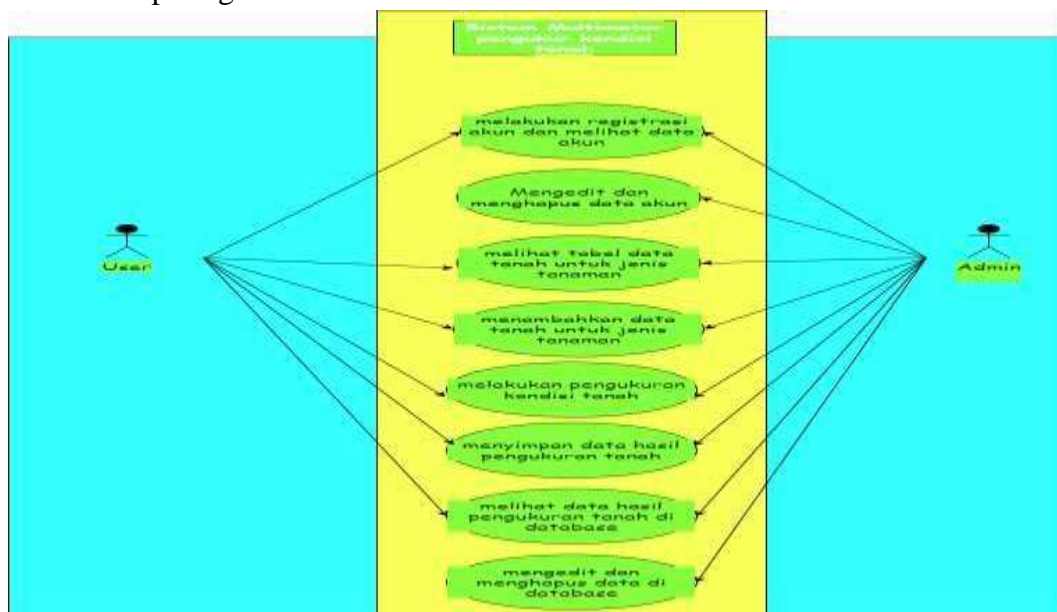 Sistem Multimeter
pengukur kondisi
tanah
melakukan registrasi
akun dan melihat data
akun
Mengedit dan
menghapus data akun
melihat tabel data
tanah untuk jenis
tanaman
menambahkan data
tanah untuk jenis
tanaman
melakukan pengukuran
kondisi tanah
menyimpan data hasil
pengukuran tanah
melihat data hasil
pengukuran tanah di
database
mengedit dan
menghapus data di
database
User
Admin